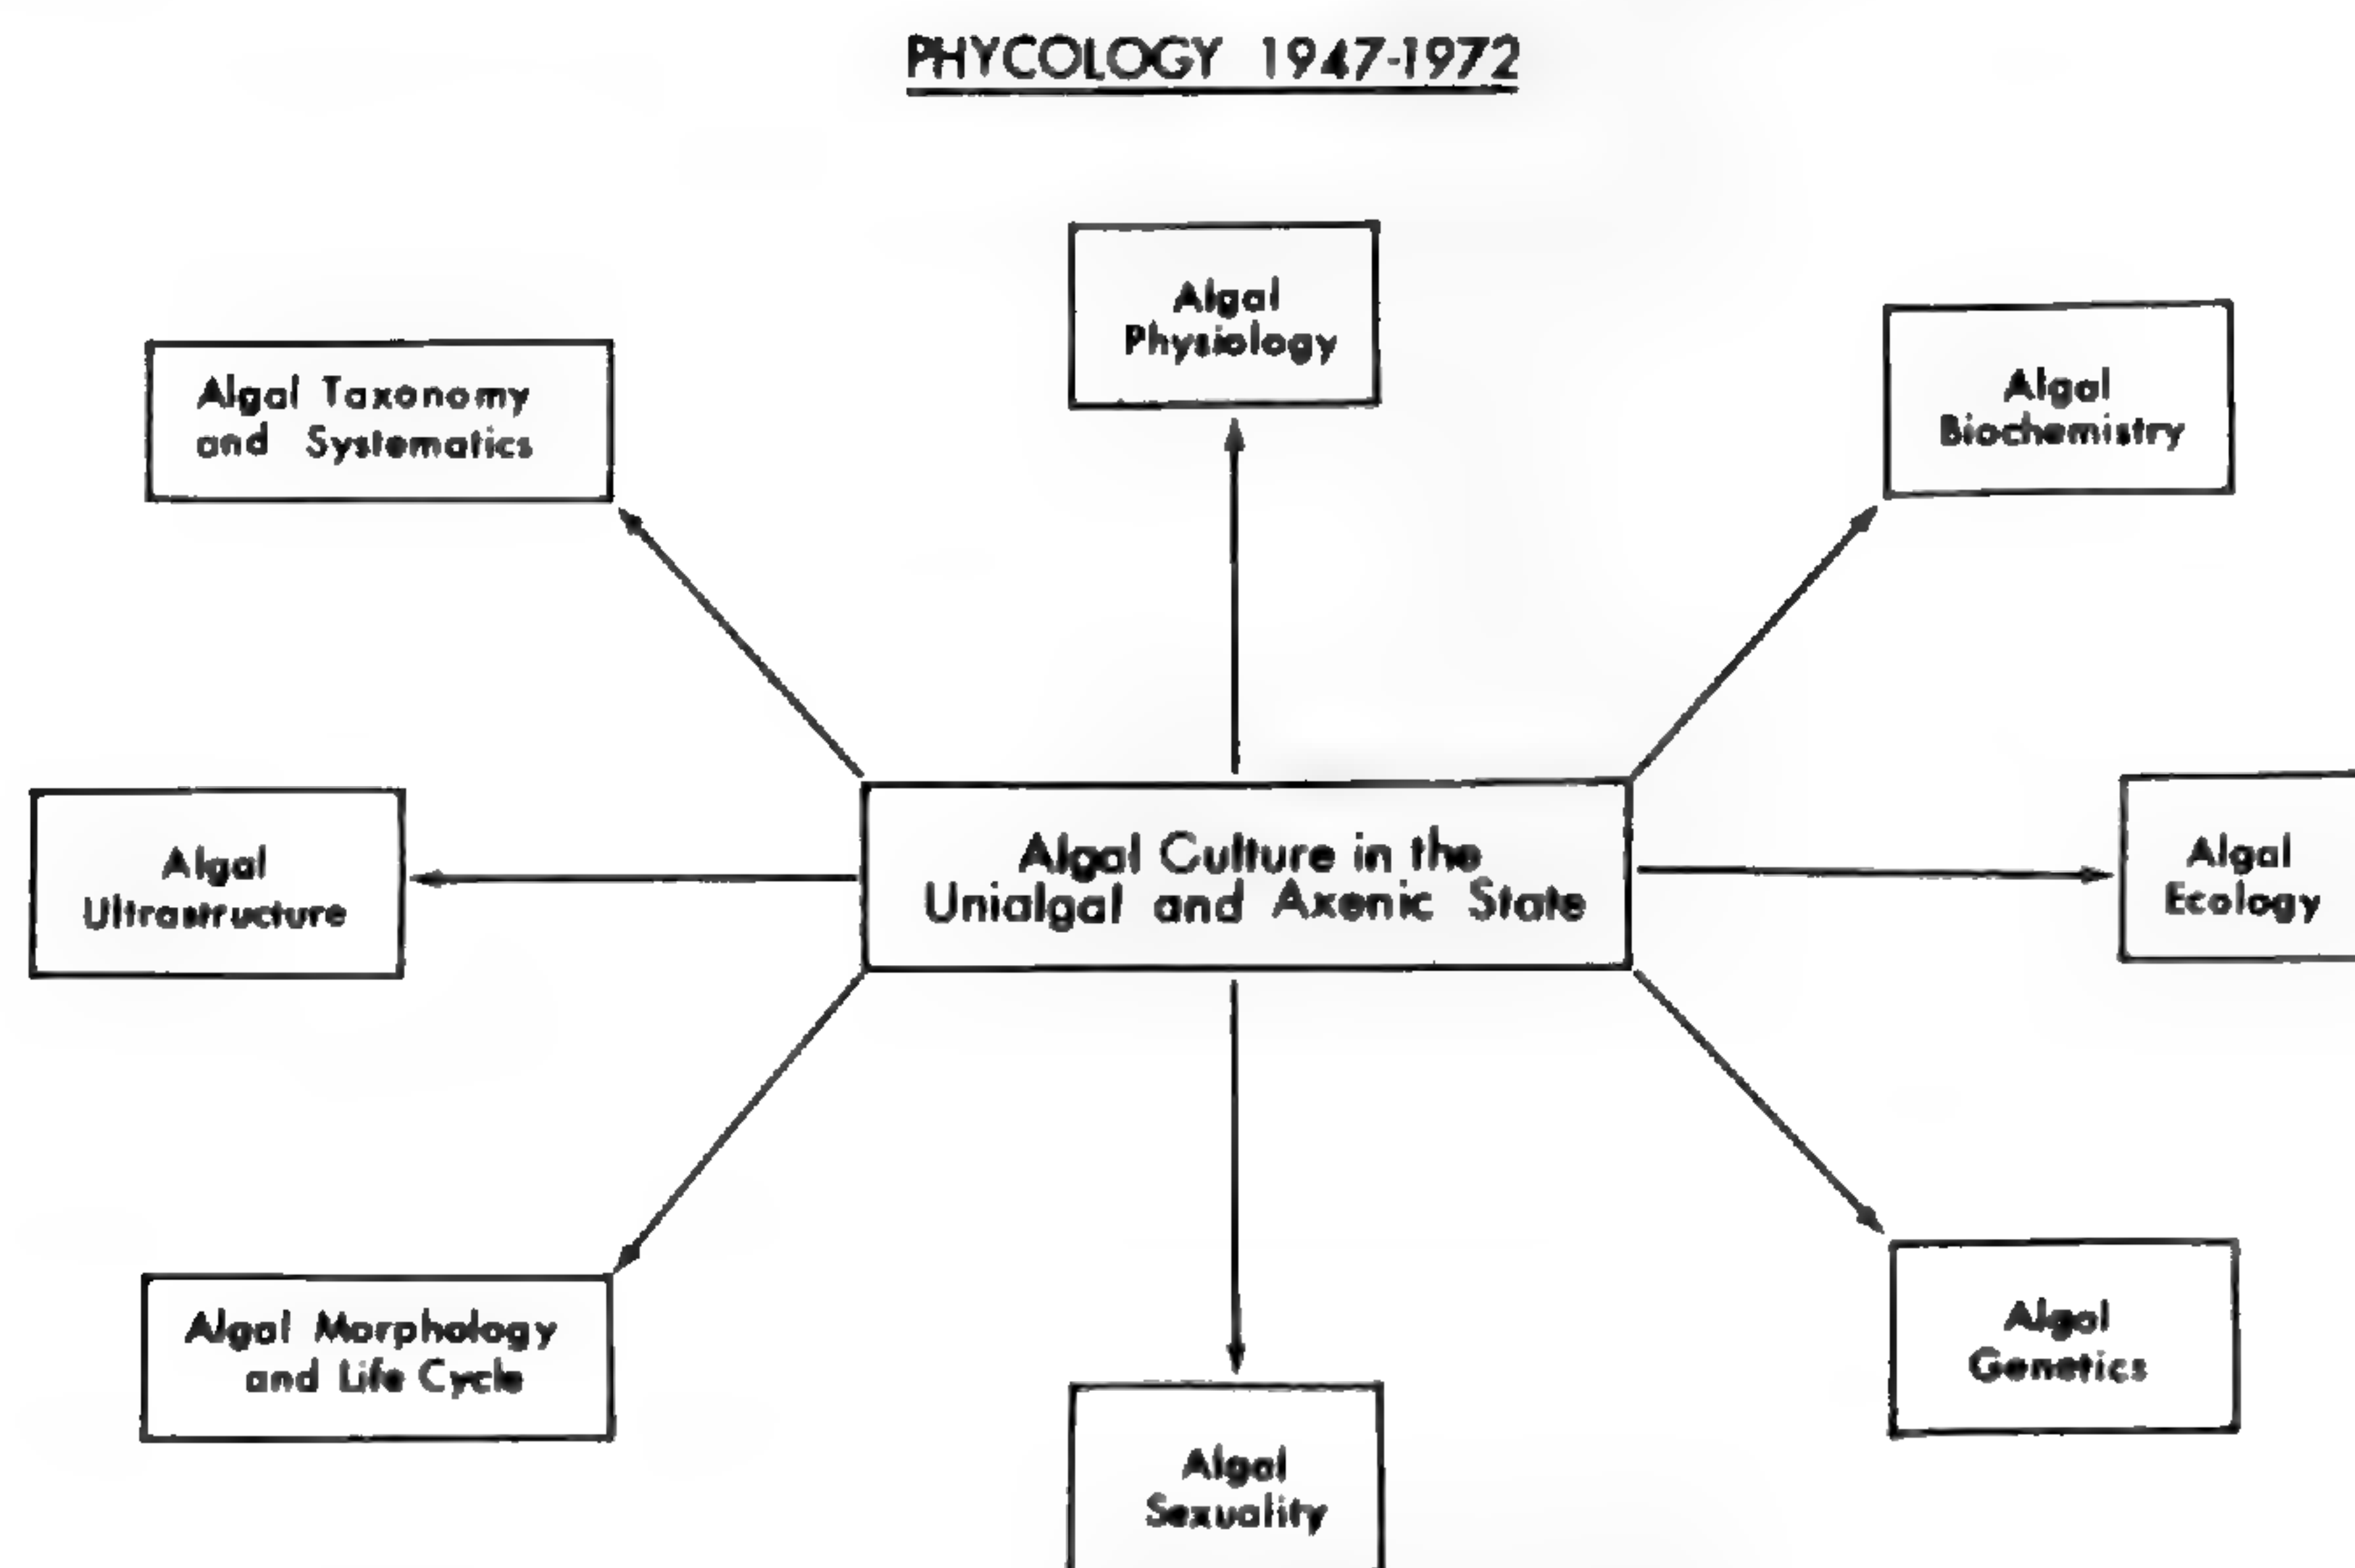 PHYCOLOGY 1947-1972
Algal
Physiology
Algal
Biochemistry
Algal Taxonomy
and Systematics
Algal Culture in the
Unialgal and Axenic State
Algal
Ultrastructure
Algal
Ecology
Algal Morphology
and Life Cycle
Algal
Genetics
Algal
Sexuality